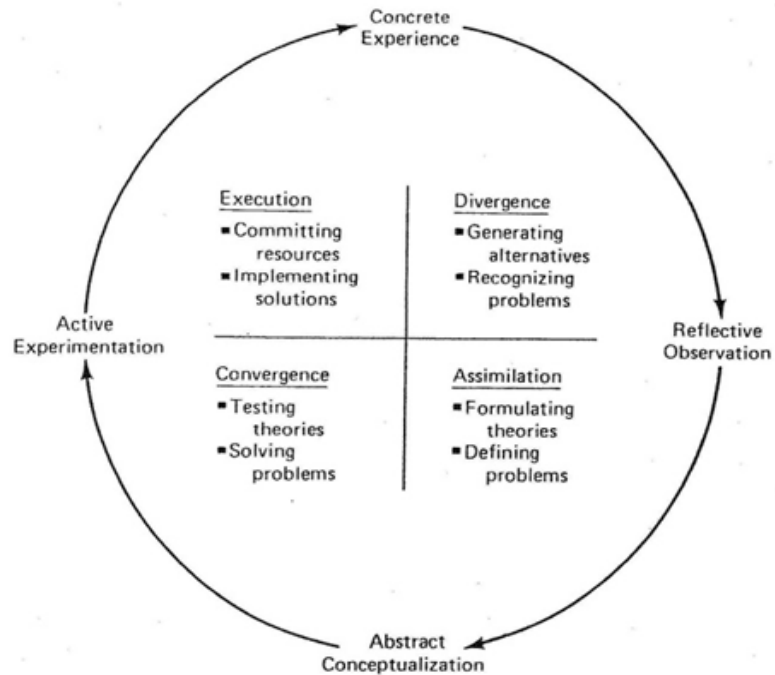 Concrete
Experience
Execution
▪ Committing
resources
▪ Implementing
solutions
Divergence
▪ Generating
alternatives
▪ Recognizing
problems
Active
Experimentation
Reflective
Observation
Convergence
▪ Testing
theories
▪ Solving
problems
Assimilation
▪ Formulating
theories
▪ Defining
problems
Abstract
Conceptualization